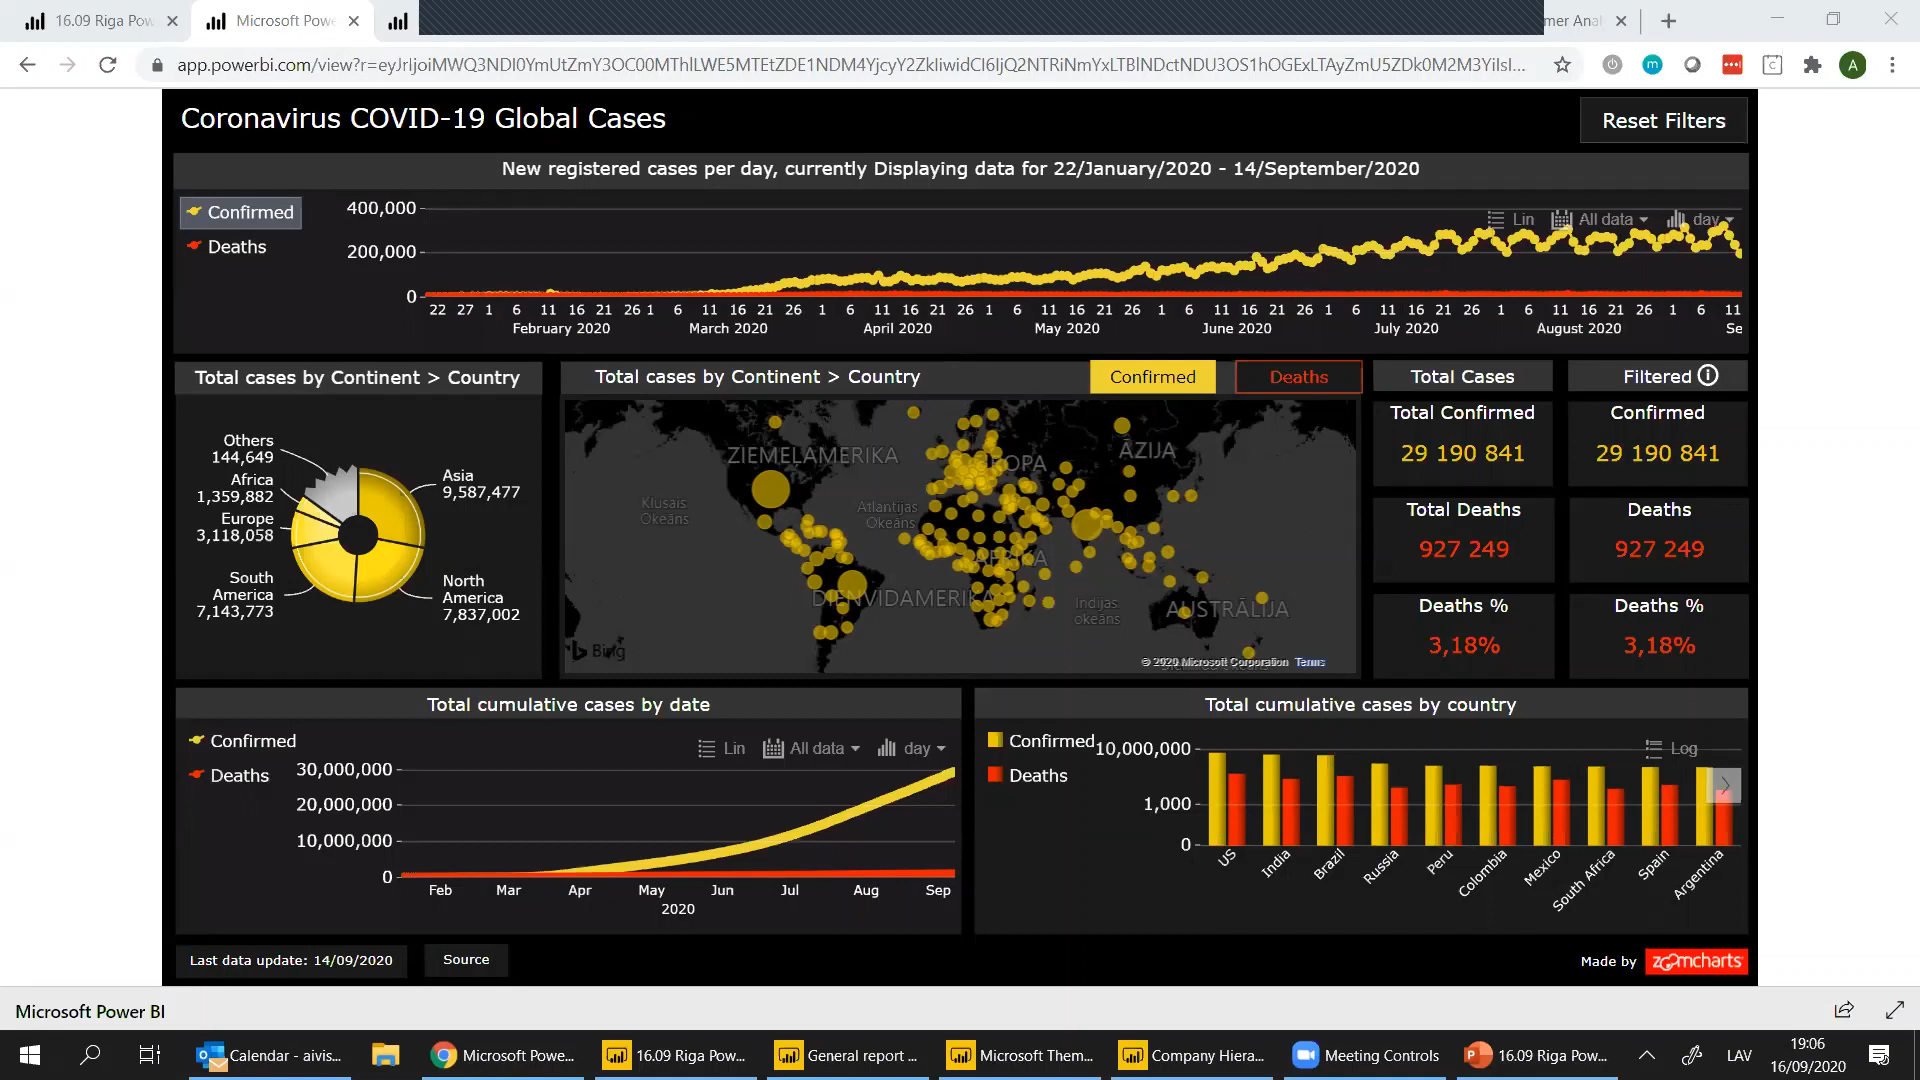 16.09 Riga Pow
Microsoft Powe
mer Anal
app.powerbi.com/view?r=
A
Coronavirus COVID-19 Global Cases
Reset Filters
New registered cases per day, currently Displaying data for 22/January/2020 - 14/September/2020
Confirmed
Deaths
Lin
All data
day
400,000
200,000
0
22 27 1 6 11 16 21 26 1 6 11 16 21 26 1 6 11 16 21 26 1 6 11 16 21 26 1 6 11 16 21 26 1 6 11 16 21 26 1 6 11 16 21 26 1 6 11
February 2020 March 2020 April 2020 May 2020 June 2020 July 2020 August 2020 Se
Total cases by Continent > Country
Others
144,649
Africa
1,359,882
Europe
3,118,058
South
America
7,143,773
Asia
9,587,477
North
America
7,837,002
Total cases by Continent > Country
Confirmed
Deaths
ZIEMEĻAMERIKA
ĀZIJA
Klusais
Okeāns
Atlantijas
Okeāns
ĀFRIKA
DIENVIDAMERIKA
Indijas
okeāns
AUSTRĀLIJA
Bing
© 2020 Microsoft Corporation Terms
Total Cases
Total Confirmed
29 190 841
Total Deaths
927 249
Deaths %
3,18%
Filtered
Confirmed
29 190 841
Deaths
927 249
Deaths %
3,18%
Total cumulative cases by date
Confirmed
Deaths
Lin
All data
day
30,000,000
20,000,000
10,000,000
0
Feb Mar Apr May Jun Jul Aug Sep
2020
Total cumulative cases by country
Confirmed
Deaths
Log
10,000,000
1,000
0
US India Brazil Russia Peru Colombia Mexico South Africa Spain Argentina
Last data update: 14/09/2020
Source
Made by
zoomcharts
Microsoft Power BI
Calendar - aivis...
Microsoft Powe...
16.09 Riga Pow...
General report ...
Microsoft Them...
Company Hiera...
Meeting Controls
16.09 Riga Pow...
LAV
19:06
16/09/2020